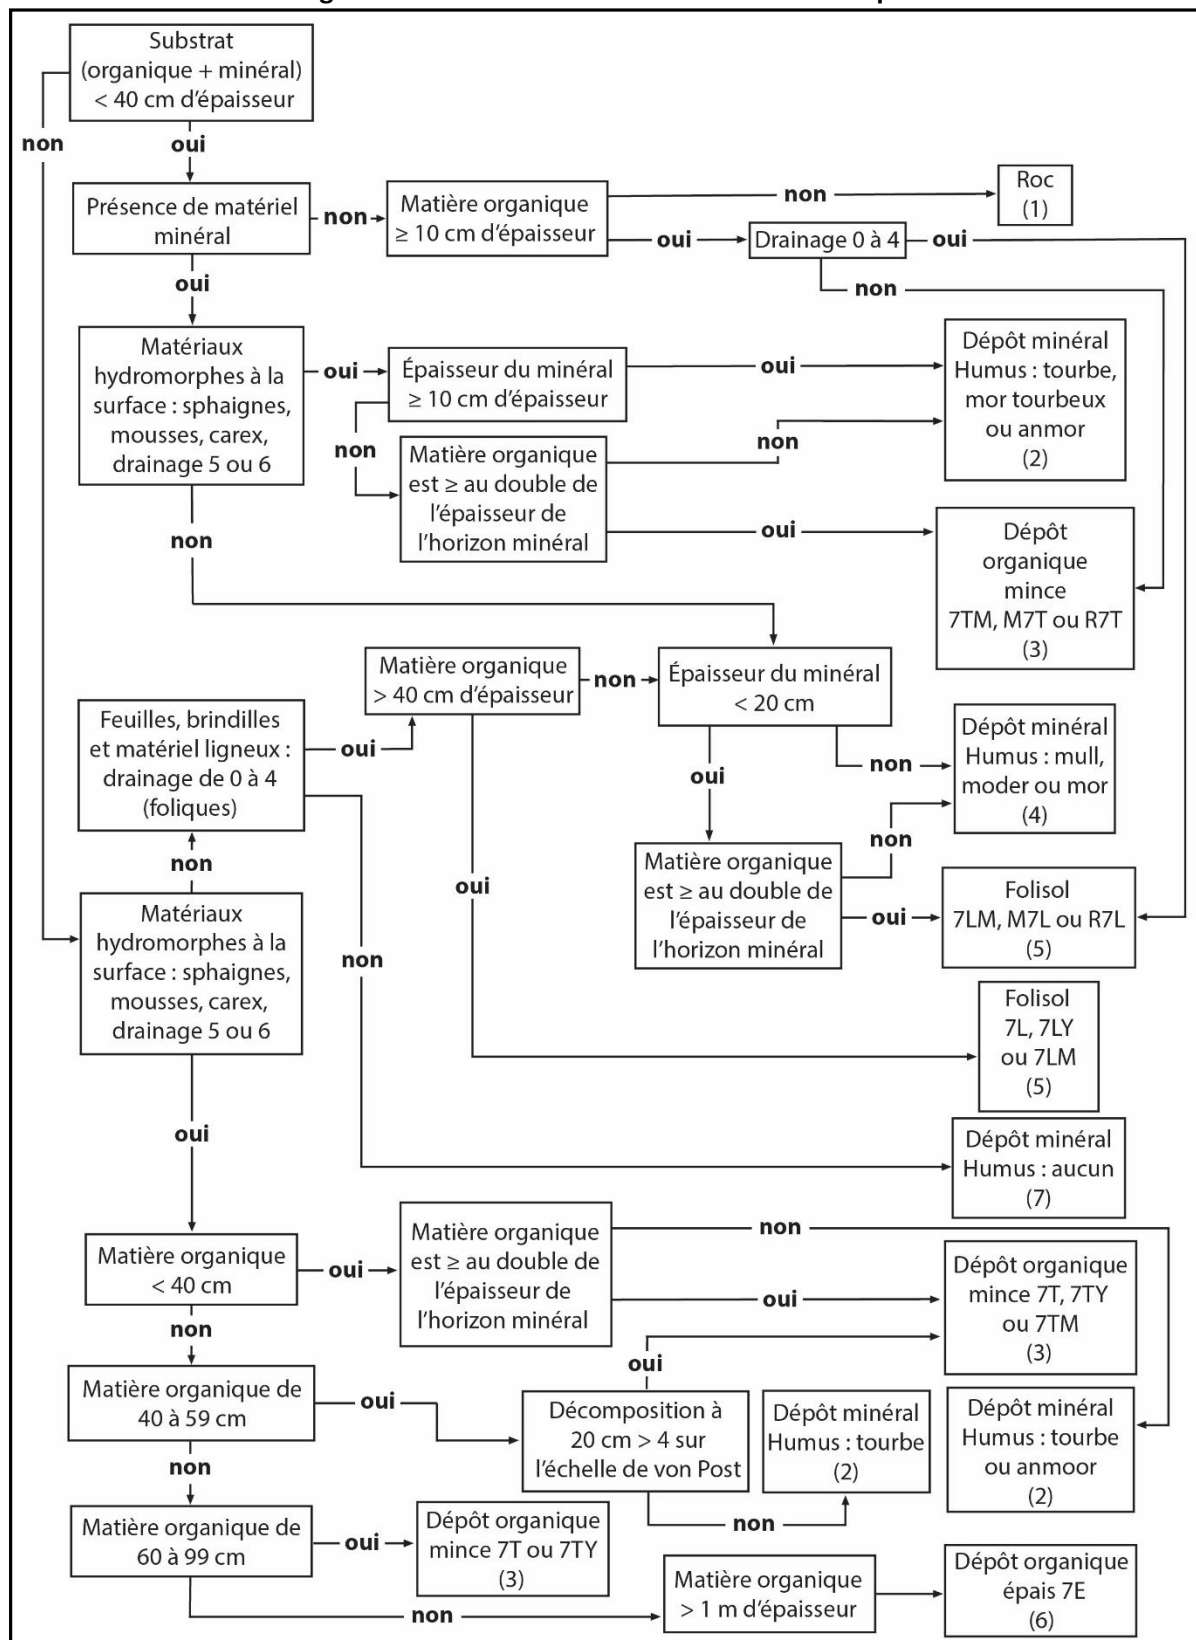 Substrat
(organique + minéral)
< 40 cm d'épaisseur
non
oui
Présence de matériel
minéral
non
Matière organique
≥ 10 cm d'épaisseur
non
Roc
(1)
oui
Drainage 0 à 4
oui
non
oui
Matériaux
hydromorphes à la
surface : sphaignes,
mousses, carex,
drainage 5 ou 6
oui
Épaisseur du minéral
≥ 10 cm d'épaisseur
oui
Dépôt minéral
Humus : tourbe,
mor tourbeux
ou anmor
(2)
non
Matière organique
est ≥ au double de
l'épaisseur de
l'horizon minéral
non
oui
Dépôt
organique
mince
7TM, M7T ou R7T
(3)
non
Matière organique
> 40 cm d'épaisseur
non
Épaisseur du minéral
< 20 cm
Feuilles, brindilles
et matériel ligneux :
drainage de 0 à 4
(foliques)
oui
oui
non
Dépôt minéral
Humus : mull,
moder ou mor
(4)
non
Matière organique
est ≥ au double de
l'épaisseur de
l'horizon minéral
non
oui
Folisol
7LM, M7L ou R7L
(5)
oui
Matériaux
hydromorphes à la
surface : sphaignes,
mousses, carex,
drainage 5 ou 6
non
Folisol
7L, 7LY
ou 7LM
(5)
oui
Dépôt minéral
Humus : aucun
(7)
Matière organique
< 40 cm
oui
Matière organique
est ≥ au double de
l'épaisseur de
l'horizon minéral
non
oui
Dépôt organique
mince 7T, 7TY
ou 7TM
(3)
non
Matière organique de
40 à 59 cm
oui
oui
Décomposition à
20 cm > 4 sur
l'échelle de von Post
non
Dépôt minéral
Humus : tourbe
(2)
Dépôt minéral
Humus : tourbe
ou anmoor
(2)
non
Matière organique de
60 à 99 cm
oui
Dépôt organique
mince 7T ou 7TY
(3)
non
Matière organique
> 1 m d'épaisseur
Dépôt organique
épais 7E
(6)